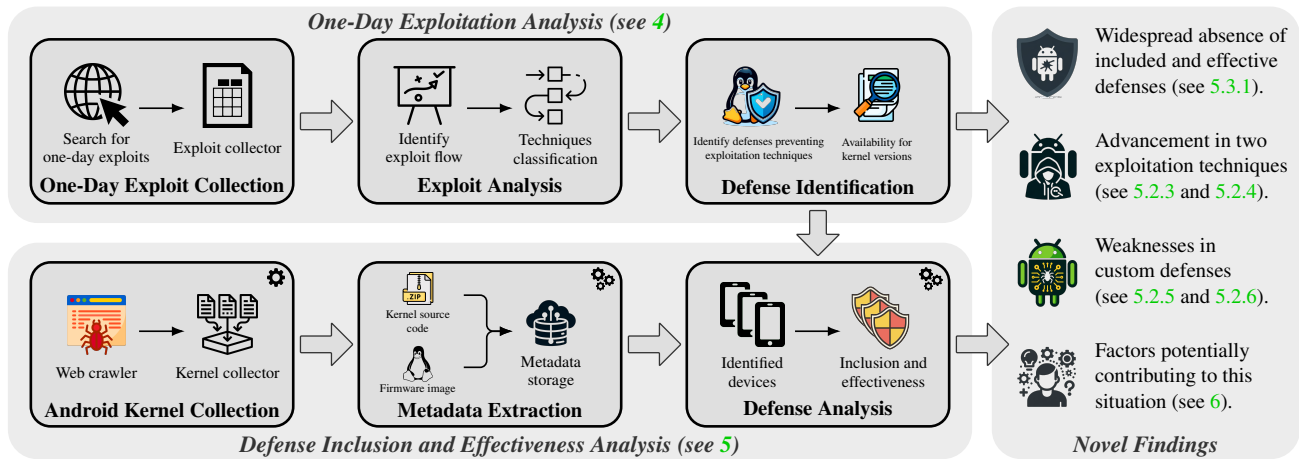 One-Day Exploitation Analysis (see 4)
Search for
one-day exploits
Exploit collector
One-Day Exploit Collection
Identify
exploit flow
Techniques
classification
Exploit Analysis
Identify defenses preventing
exploitation techniques
Availability for
kernel versions
Defense Identification
Web crawler
Kernel collector
Android Kernel Collection
ZIP
Kernel source
code
Firmware image
Metadata
storage
Metadata Extraction
Identified
devices
Inclusion and
effectiveness
Defense Analysis
Defense Inclusion and Effectiveness Analysis (see 5)
Widespread absence of
included and effective
defenses (see 5.3.1).
Advancement in two
exploitation techniques
(see 5.2.3 and 5.2.4).
Weaknesses in
custom defenses
(see 5.2.5 and 5.2.6).
Factors potentially
contributing to this
situation (see 6).
Novel Findings